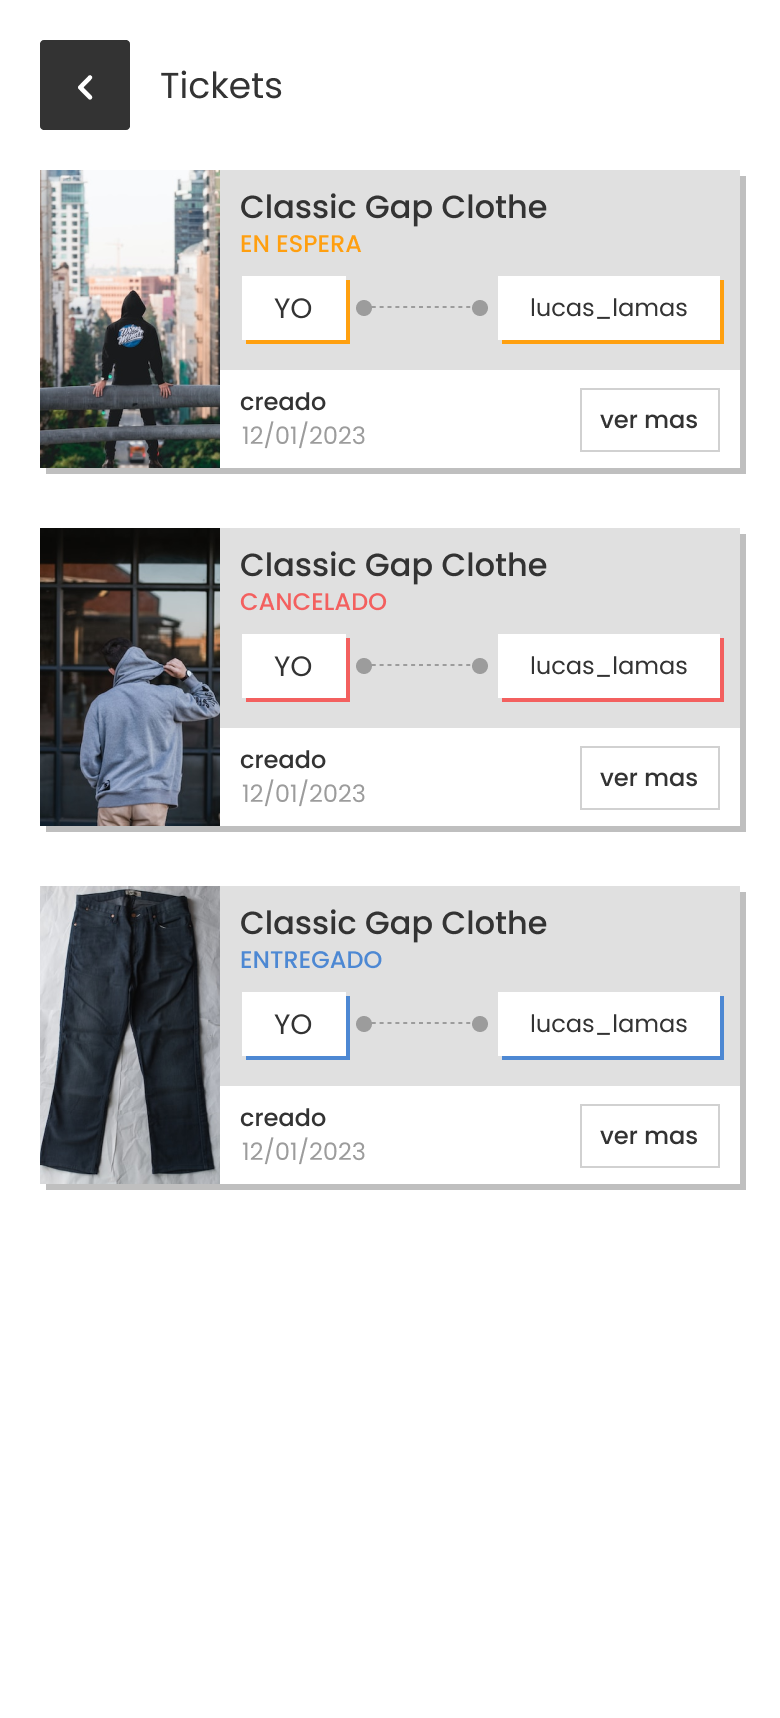 Tickets
Classic Gap Clothe
EN ESPERA
YO
lucas_lamas
creado
12/01/2023
ver mas
Classic Gap Clothe
CANCELADO
YO
lucas_lamas
creado
12/01/2023
ver mas
Classic Gap Clothe
ENTREGADO
YO
lucas_lamas
creado
12/01/2023
ver mas